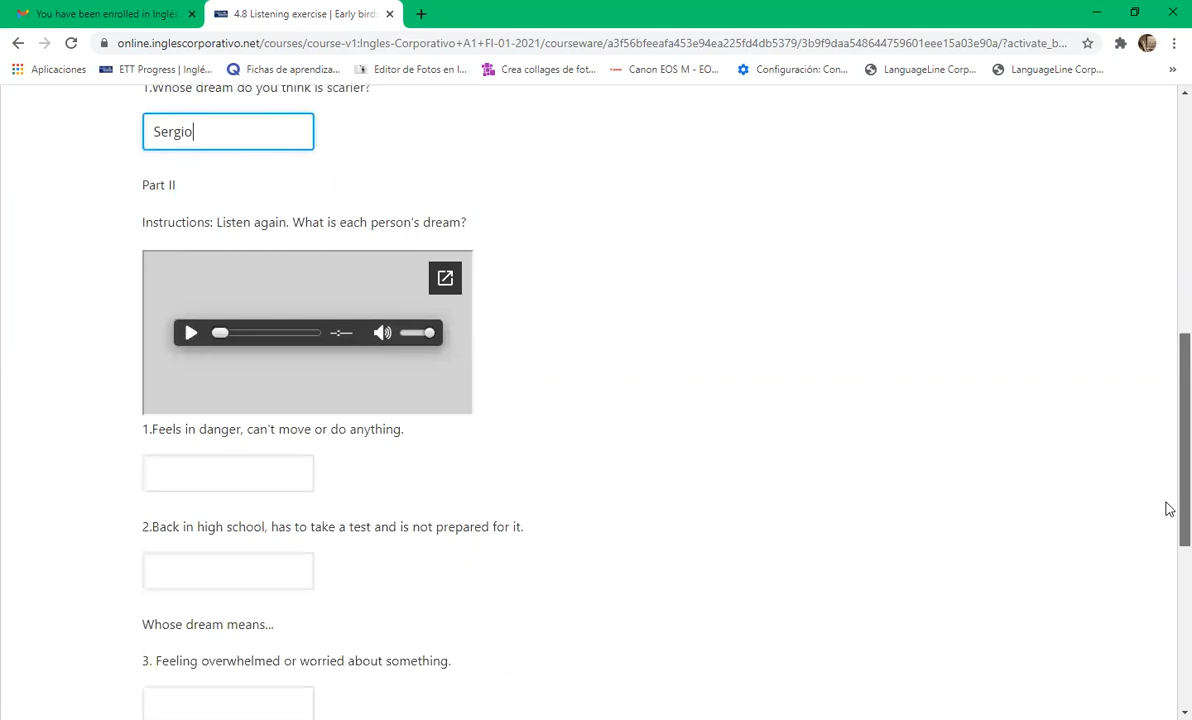 You have been enrolled in Inglés
4.8 Listening exercise | Early bird
online.inglescorporativo.net/courses/course-v1:Ingles-Corporativo+A1+FI-01-2021/courseware/a3f56bfeeafa453e94ea225fd4db5379/3b9f9daa548644759601eee15a03e90a/?activate_b...
Aplicaciones
ETT Progress | Inglé...
Fichas de aprendiza...
Editor de Fotos en l...
Crea collages de fot...
Canon EOS M - EO...
Configuración: Con...
LanguageLine Corp...
LanguageLine Corp...
1.Whose dream do you think is scarier?
Sergio
Part II
Instructions: Listen again. What is each person's dream?
1.Feels in danger, can't move or do anything.
2.Back in high school, has to take a test and is not prepared for it.
Whose dream means...
3. Feeling overwhelmed or worried about something.